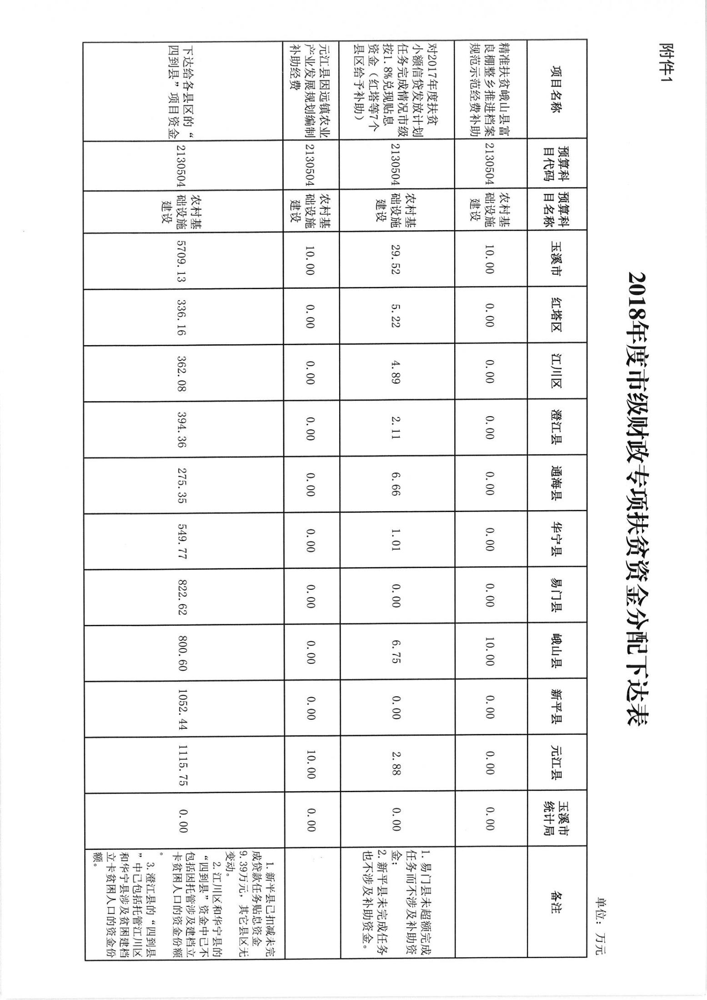 附件1
2018年度市级财政专项扶贫资金分配下达表
单位：万元
项目名称
预算科
目代码
预算科
目名称
玉溪市
红塔区
江川区
澄江县
通海县
华宁县
易门县
峨山县
新平县
元江县
玉溪市
统计局
备注
精准扶贫峨山县富
良棚整乡推进档案
规范示范经费补助
2130504
农村基
础设施
建设
10.00
0.00
0.00
0.00
0.00
0.00
0.00
10.00
0.00
0.00
0.00
对2017年度扶贫
小额信贷发放计划
任务完成情况市级
按1.8%兑现贴息
资金（红塔等7个
县区给予补助）
2130504
农村基
础设施
建设
29.52
5.22
4.89
2.11
6.66
1.01
0.00
6.75
0.00
2.88
0.00
1.易门县未超额完成
任务而不涉及补助资
金；
2.新平县未完成任务
也不涉及补助资金。
元江县因远镇农业
产业发展规划编制
补助经费
2130504
农村基
础设施
建设
10.00
0.00
0.00
0.00
0.00
0.00
0.00
0.00
0.00
10.00
0.00
下达给各县区的“
四到县”项目资金
2130504
农村基
础设施
建设
5709.13
336.16
362.08
394.36
275.35
549.77
822.62
800.60
1052.44
1115.75
0.00
1.新平县已扣减未完
成贷款任务贴息资金
9.39万元，其它县区无
变动。
2.江川区和华宁县的
“四到县”资金中已不
包括因托管涉及建档立
卡贫困人口的资金份额
。
3.澄江县的“四到县
”中已包括托管江川区
和华宁县涉及贫困建档
立卡贫困人口的资金份
额。